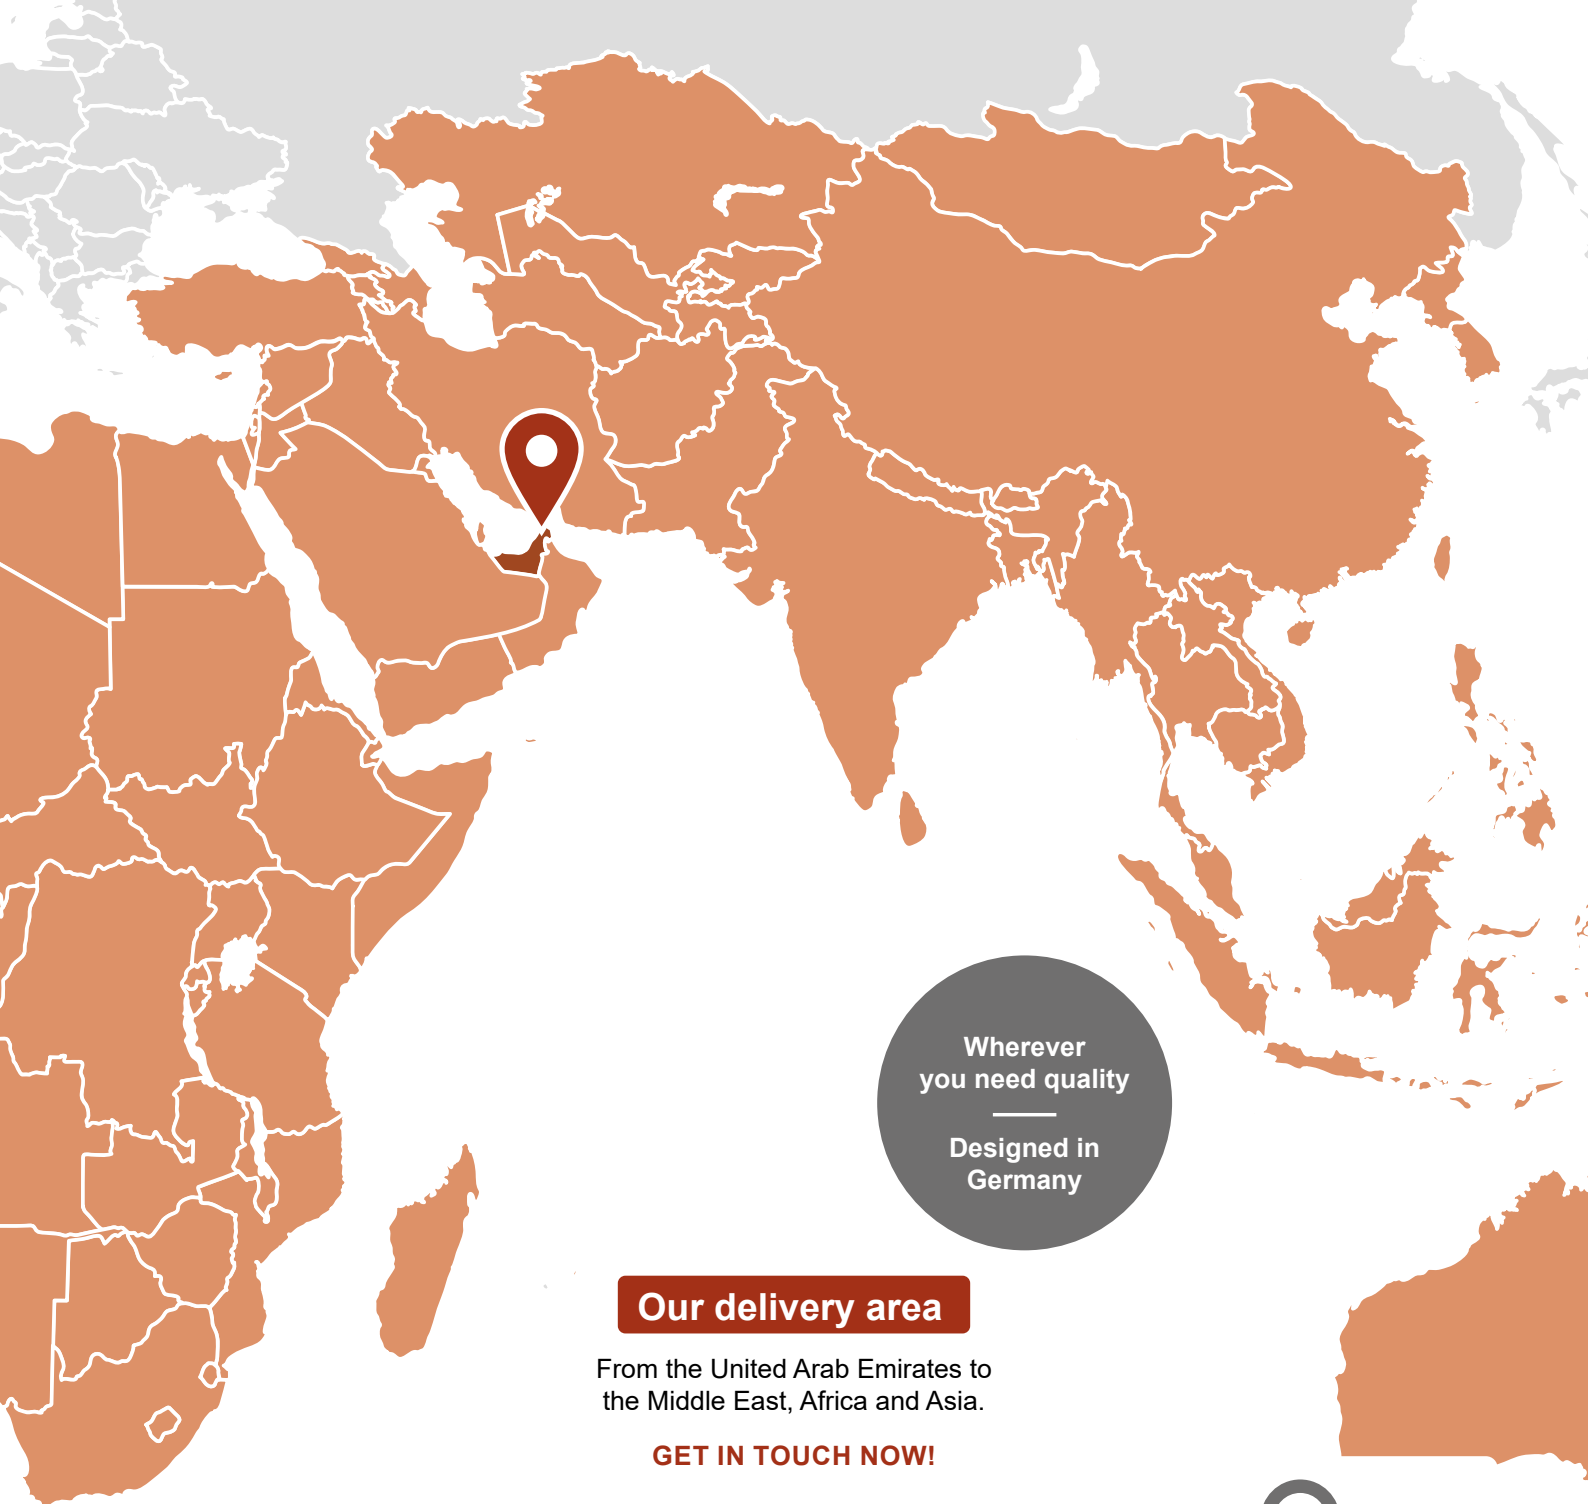 Wherever
you need quality
Designed in
Germany
Our delivery area
From the United Arab Emirates to
the Middle East, Africa and Asia.
GET IN TOUCH NOW!